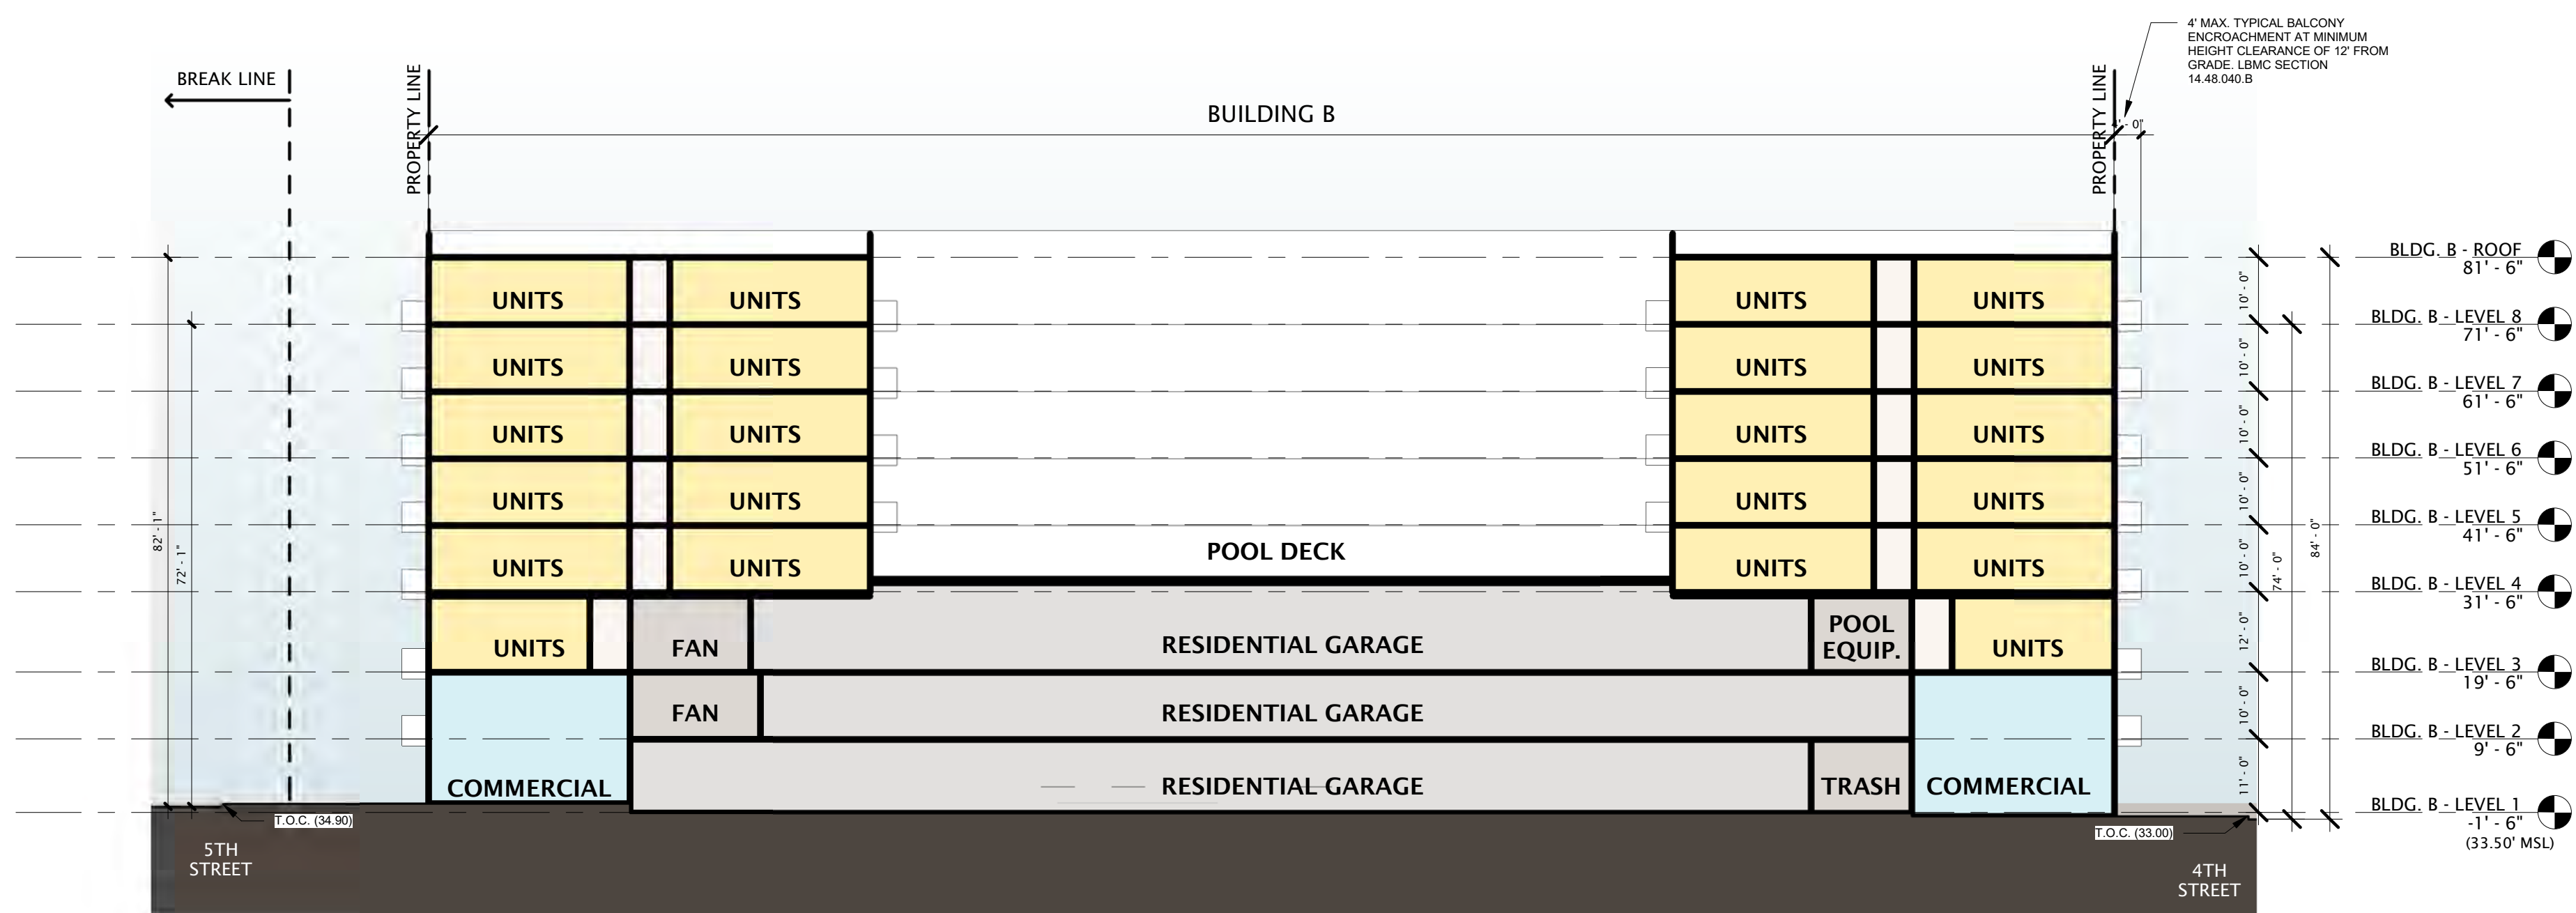 4' MAX. TYPICAL BALCONY
ENCROACHMENT AT MINIMUM
HEIGHT CLEARANCE OF 12' FROM
GRADE. LBMC SECTION
14.48.040.B
BREAK LINE
PROPERTY LINE
BUILDING B
PROPERTY LINE
4' - 0"
BLDG. B - ROOF
81' - 6"
10' - 0"
UNITS
UNITS
UNITS
UNITS
BLDG. B - LEVEL 8
71' - 6"
10' - 0"
UNITS
UNITS
UNITS
UNITS
BLDG. B - LEVEL 7
61' - 6"
10' - 0"
UNITS
UNITS
UNITS
UNITS
BLDG. B - LEVEL 6
51' - 6"
10' - 0"
UNITS
UNITS
UNITS
UNITS
BLDG. B - LEVEL 5
41' - 6"
82' - 1"
72' - 1"
POOL DECK
10' - 0"
74' - 0"
84' - 0"
UNITS
UNITS
UNITS
UNITS
BLDG. B - LEVEL 4
31' - 6"
UNITS
FAN
RESIDENTIAL GARAGE
POOL
EQUIP.
UNITS
12' - 0"
BLDG. B - LEVEL 3
19' - 6"
FAN
RESIDENTIAL GARAGE
10' - 0"
BLDG. B - LEVEL 2
9' - 6"
COMMERCIAL
RESIDENTIAL GARAGE
TRASH
COMMERCIAL
11' - 0"
BLDG. B - LEVEL 1
-1' - 6"
(33.50' MSL)
T.O.C. (34.90)
T.O.C. (33.00)
5TH
STREET
4TH
STREET